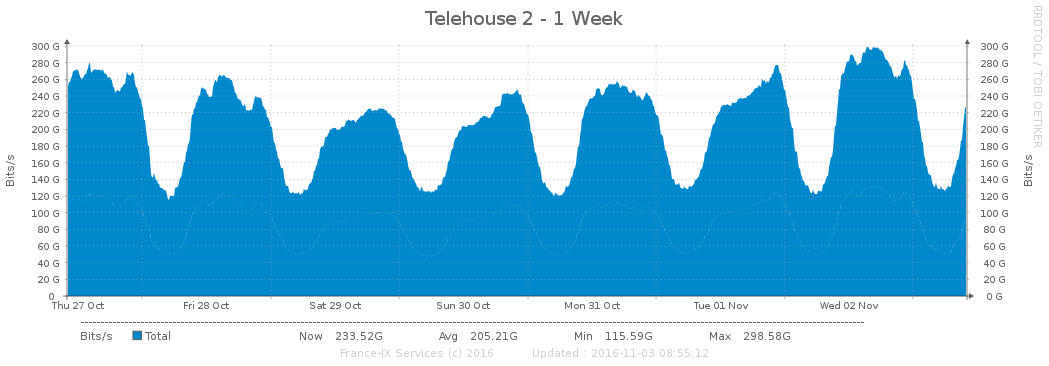 Telehouse 2 - 1 Week
RRDTOOL / TOBI OETIKER
Bits/s
300 G 300 G
280 G 280 G
260 G 260 G
240 G 240 G
220 G 220 G
200 G 200 G
180 G 180 G
160 G 160 G
140 G 140 G
120 G 120 G
100 G 100 G
80 G 80 G
60 G 60 G
40 G 40 G
20 G 20 G
0 0 G
Bits/s
Thu 27 Oct Fri 28 Oct Sat 29 Oct Sun 30 Oct Mon 31 Oct Tue 01 Nov Wed 02 Nov
Bits/s Total Now 233.52G Avg 205.21G Min 115.59G Max 298.58G
France-IX Services (c) 2016 Updated : 2016-11-03 08:55:12